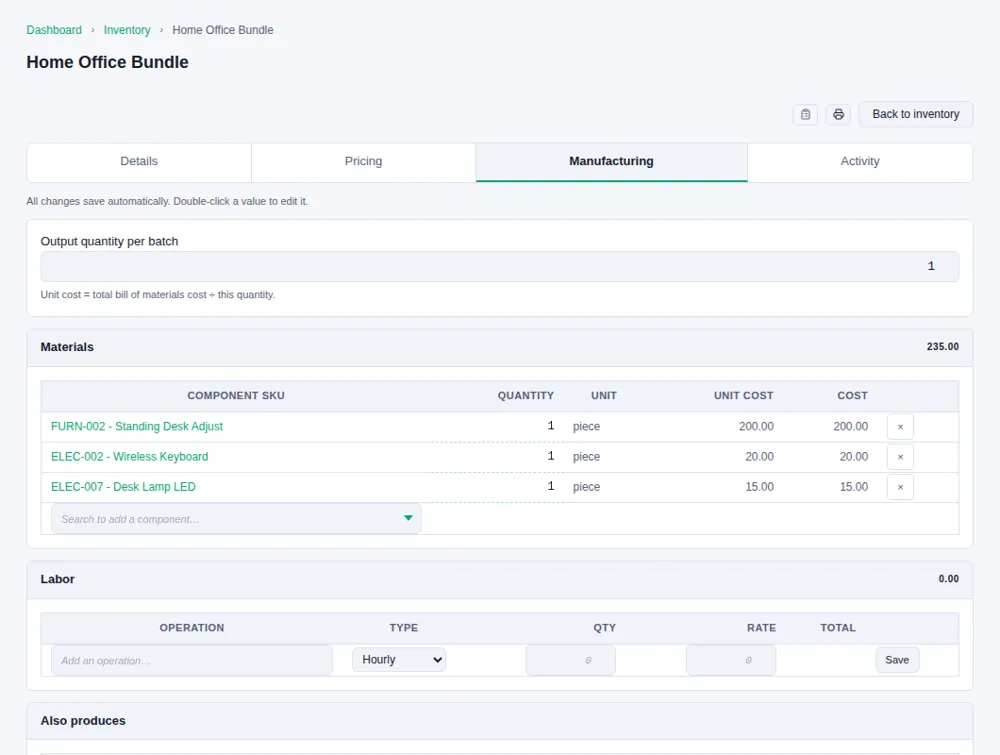 Dashboard › Inventory › Home Office Bundle
Home Office Bundle
Back to inventory
Details Pricing Manufacturing Activity
All changes save automatically. Double-click a value to edit it.
Output quantity per batch
1
Unit cost = total bill of materials cost ÷ this quantity.
Materials 235.00
COMPONENT SKU QUANTITY UNIT UNIT COST COST
FURN-002 - Standing Desk Adjust 1 piece 200.00 200.00 ×
ELEC-002 - Wireless Keyboard 1 piece 20.00 20.00 ×
ELEC-007 - Desk Lamp LED 1 piece 15.00 15.00 ×
Search to add a component…
Labor 0.00
OPERATION TYPE QTY RATE TOTAL
Add an operation… Hourly 0 0 Save
Also produces